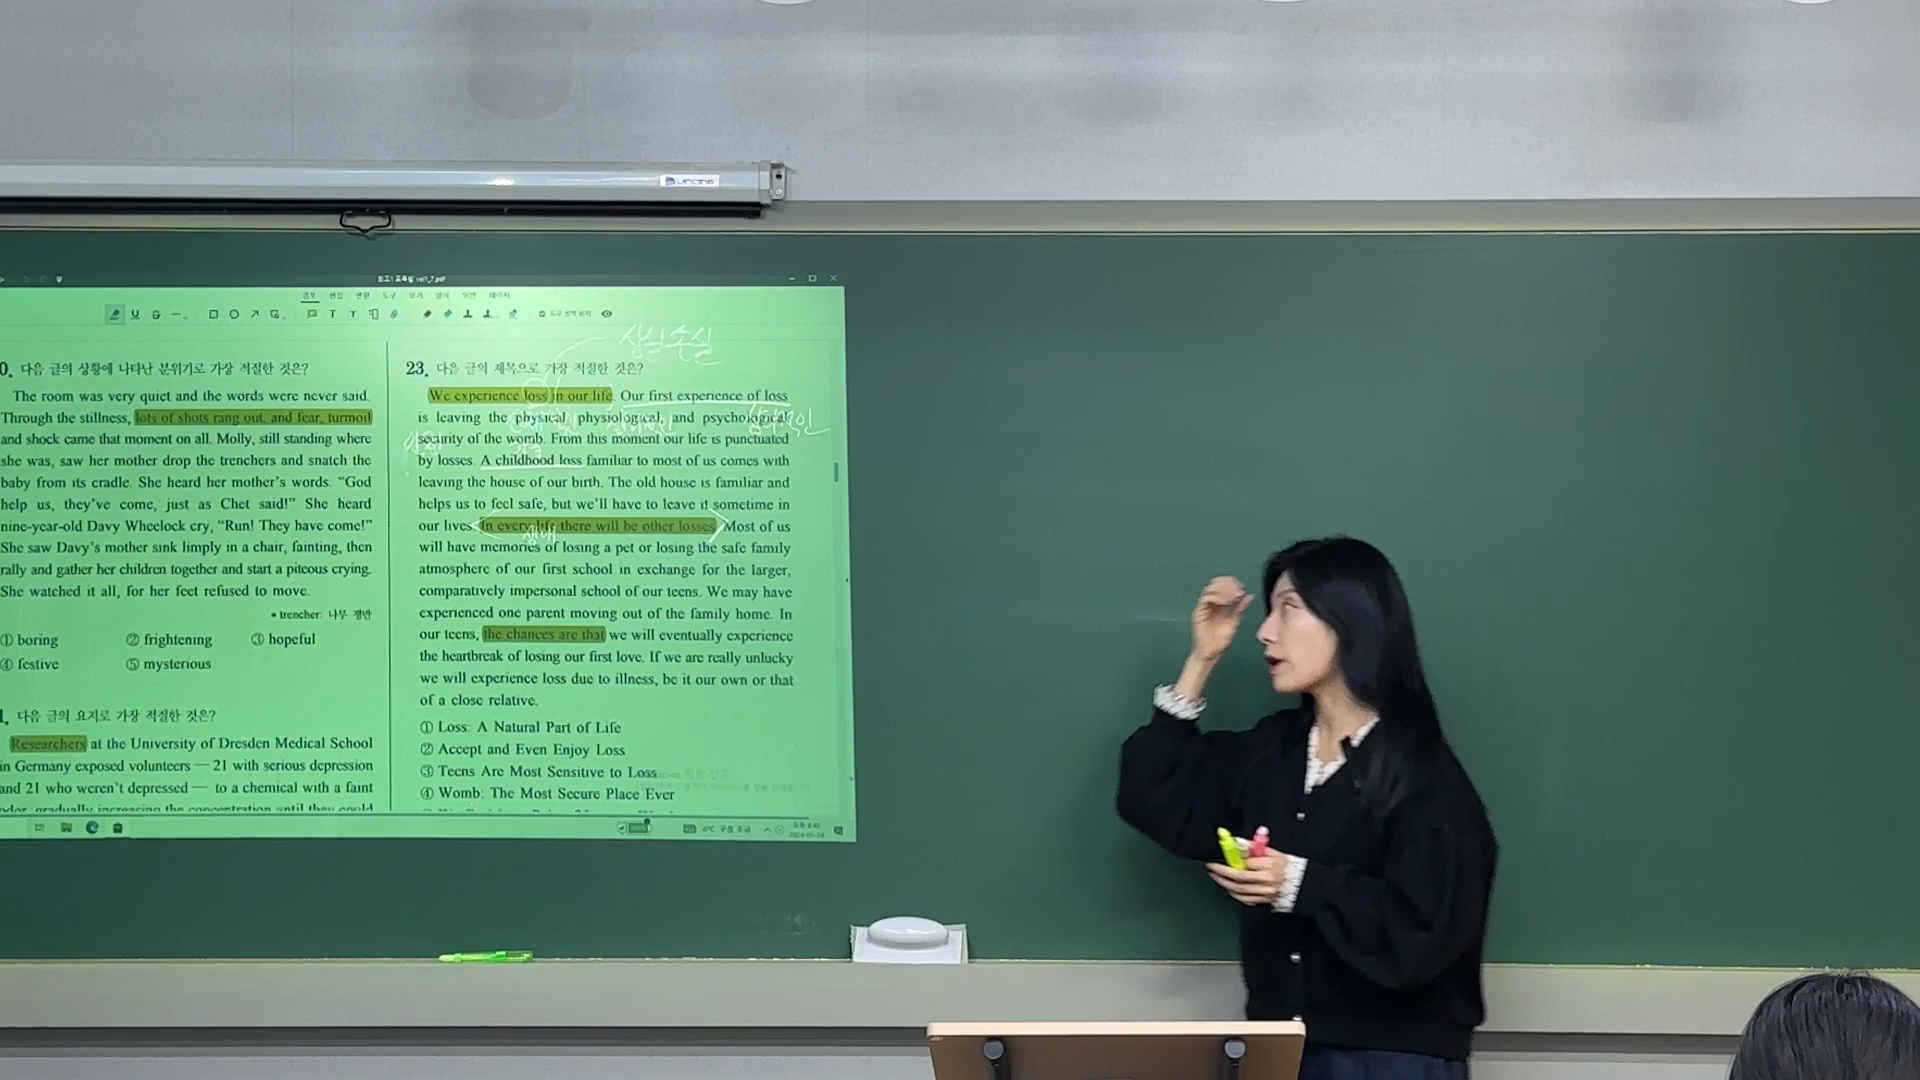 다음 글의 상황에 나타난 분위기로 가장 적절한 것은?
The room was very quiet and the words were never said.
Through the stillness, lots of shots rang out, and fear, turmoil
and shock came that moment on all. Molly, still standing where
she was, saw her mother drop the trenchers and snatch the
baby from its cradle. She heard her mother's words: “God
help us, they've come, just as Chet said!” She heard
nine-year-old Davy Wheelock cry, “Run! They have come!”
She saw Davy's mother sink limply in a chair, fainting, then
rally and gather her children together and start a piteous crying.
She watched it all, for her feet refused to move.
* trencher: 나무 쟁반
① boring ② frightening ③ hopeful
④ festive ⑤ mysterious
다음 글의 요지로 가장 적절한 것은?
Researchers at the University of Dresden Medical School
in Germany exposed volunteers — 21 with serious depression
and 21 who weren't depressed — to a chemical with a faint
odor, gradually increasing the concentration until they could
상실손실
23. 다음 글의 제목으로 가장 적절한 것은?
We experience loss in our life. Our first experience of loss
is leaving the physical, physiological, and psychological
security of the womb. From this moment our life is punctuated
by losses. A childhood loss familiar to most of us comes with
leaving the house of our birth. The old house is familiar and
helps us to feel safe, but we'll have to leave it sometime in
our lives. In every life there will be other losses. Most of us
생애
will have memories of losing a pet or losing the safe family
atmosphere of our first school in exchange for the larger,
comparatively impersonal school of our teens. We may have
experienced one parent moving out of the family home. In
our teens, the chances are that we will eventually experience
the heartbreak of losing our first love. If we are really unlucky
we will experience loss due to illness, be it our own or that
of a close relative.
① Loss: A Natural Part of Life
② Accept and Even Enjoy Loss
③ Teens Are Most Sensitive to Loss
④ Womb: The Most Secure Place Ever